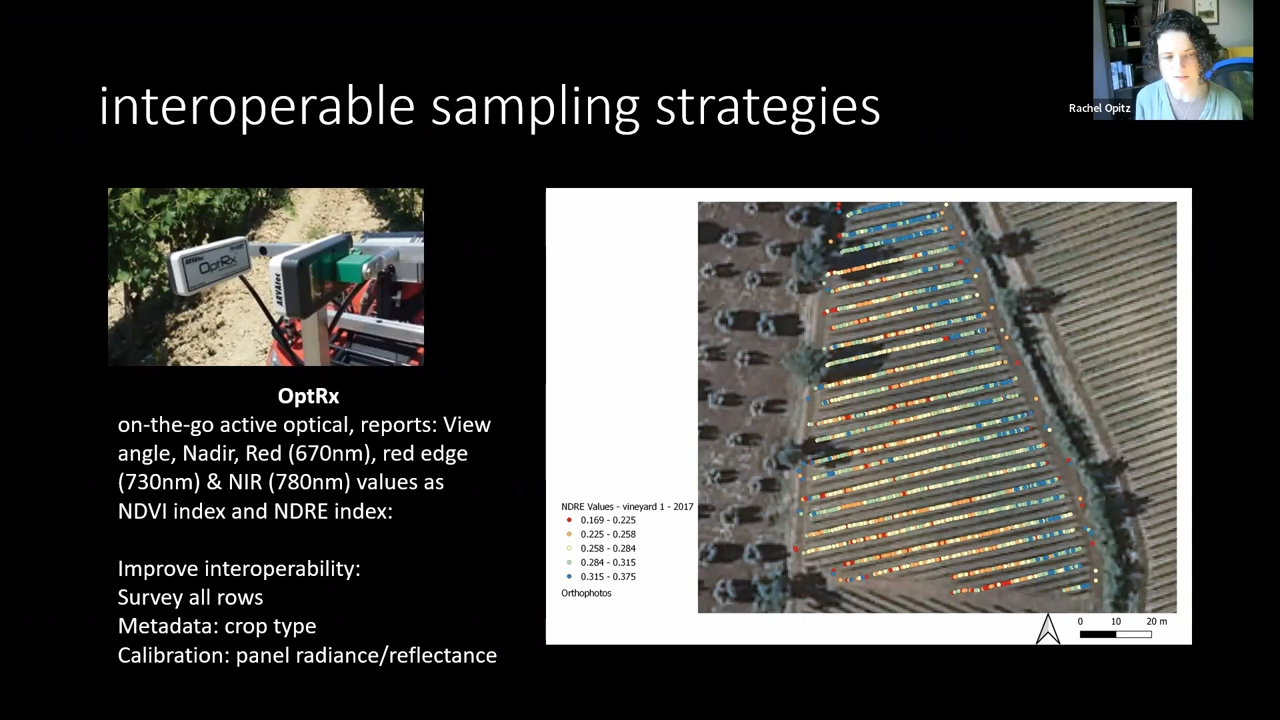 interoperable sampling strategies
Rachel Opitz
OptRx
OptRx
on-the-go active optical, reports: View
angle, Nadir, Red (670nm), red edge
(730nm) & NIR (780nm) values as
NDVI index and NDRE index:
Improve interoperability:
Survey all rows
Metadata: crop type
Calibration: panel radiance/reflectance
NDRE Values - vineyard 1 - 2017
0.169 - 0.225
0.225 - 0.258
0.258 - 0.284
0.284 - 0.315
0.315 - 0.375
Orthophotos
0 10 20 m